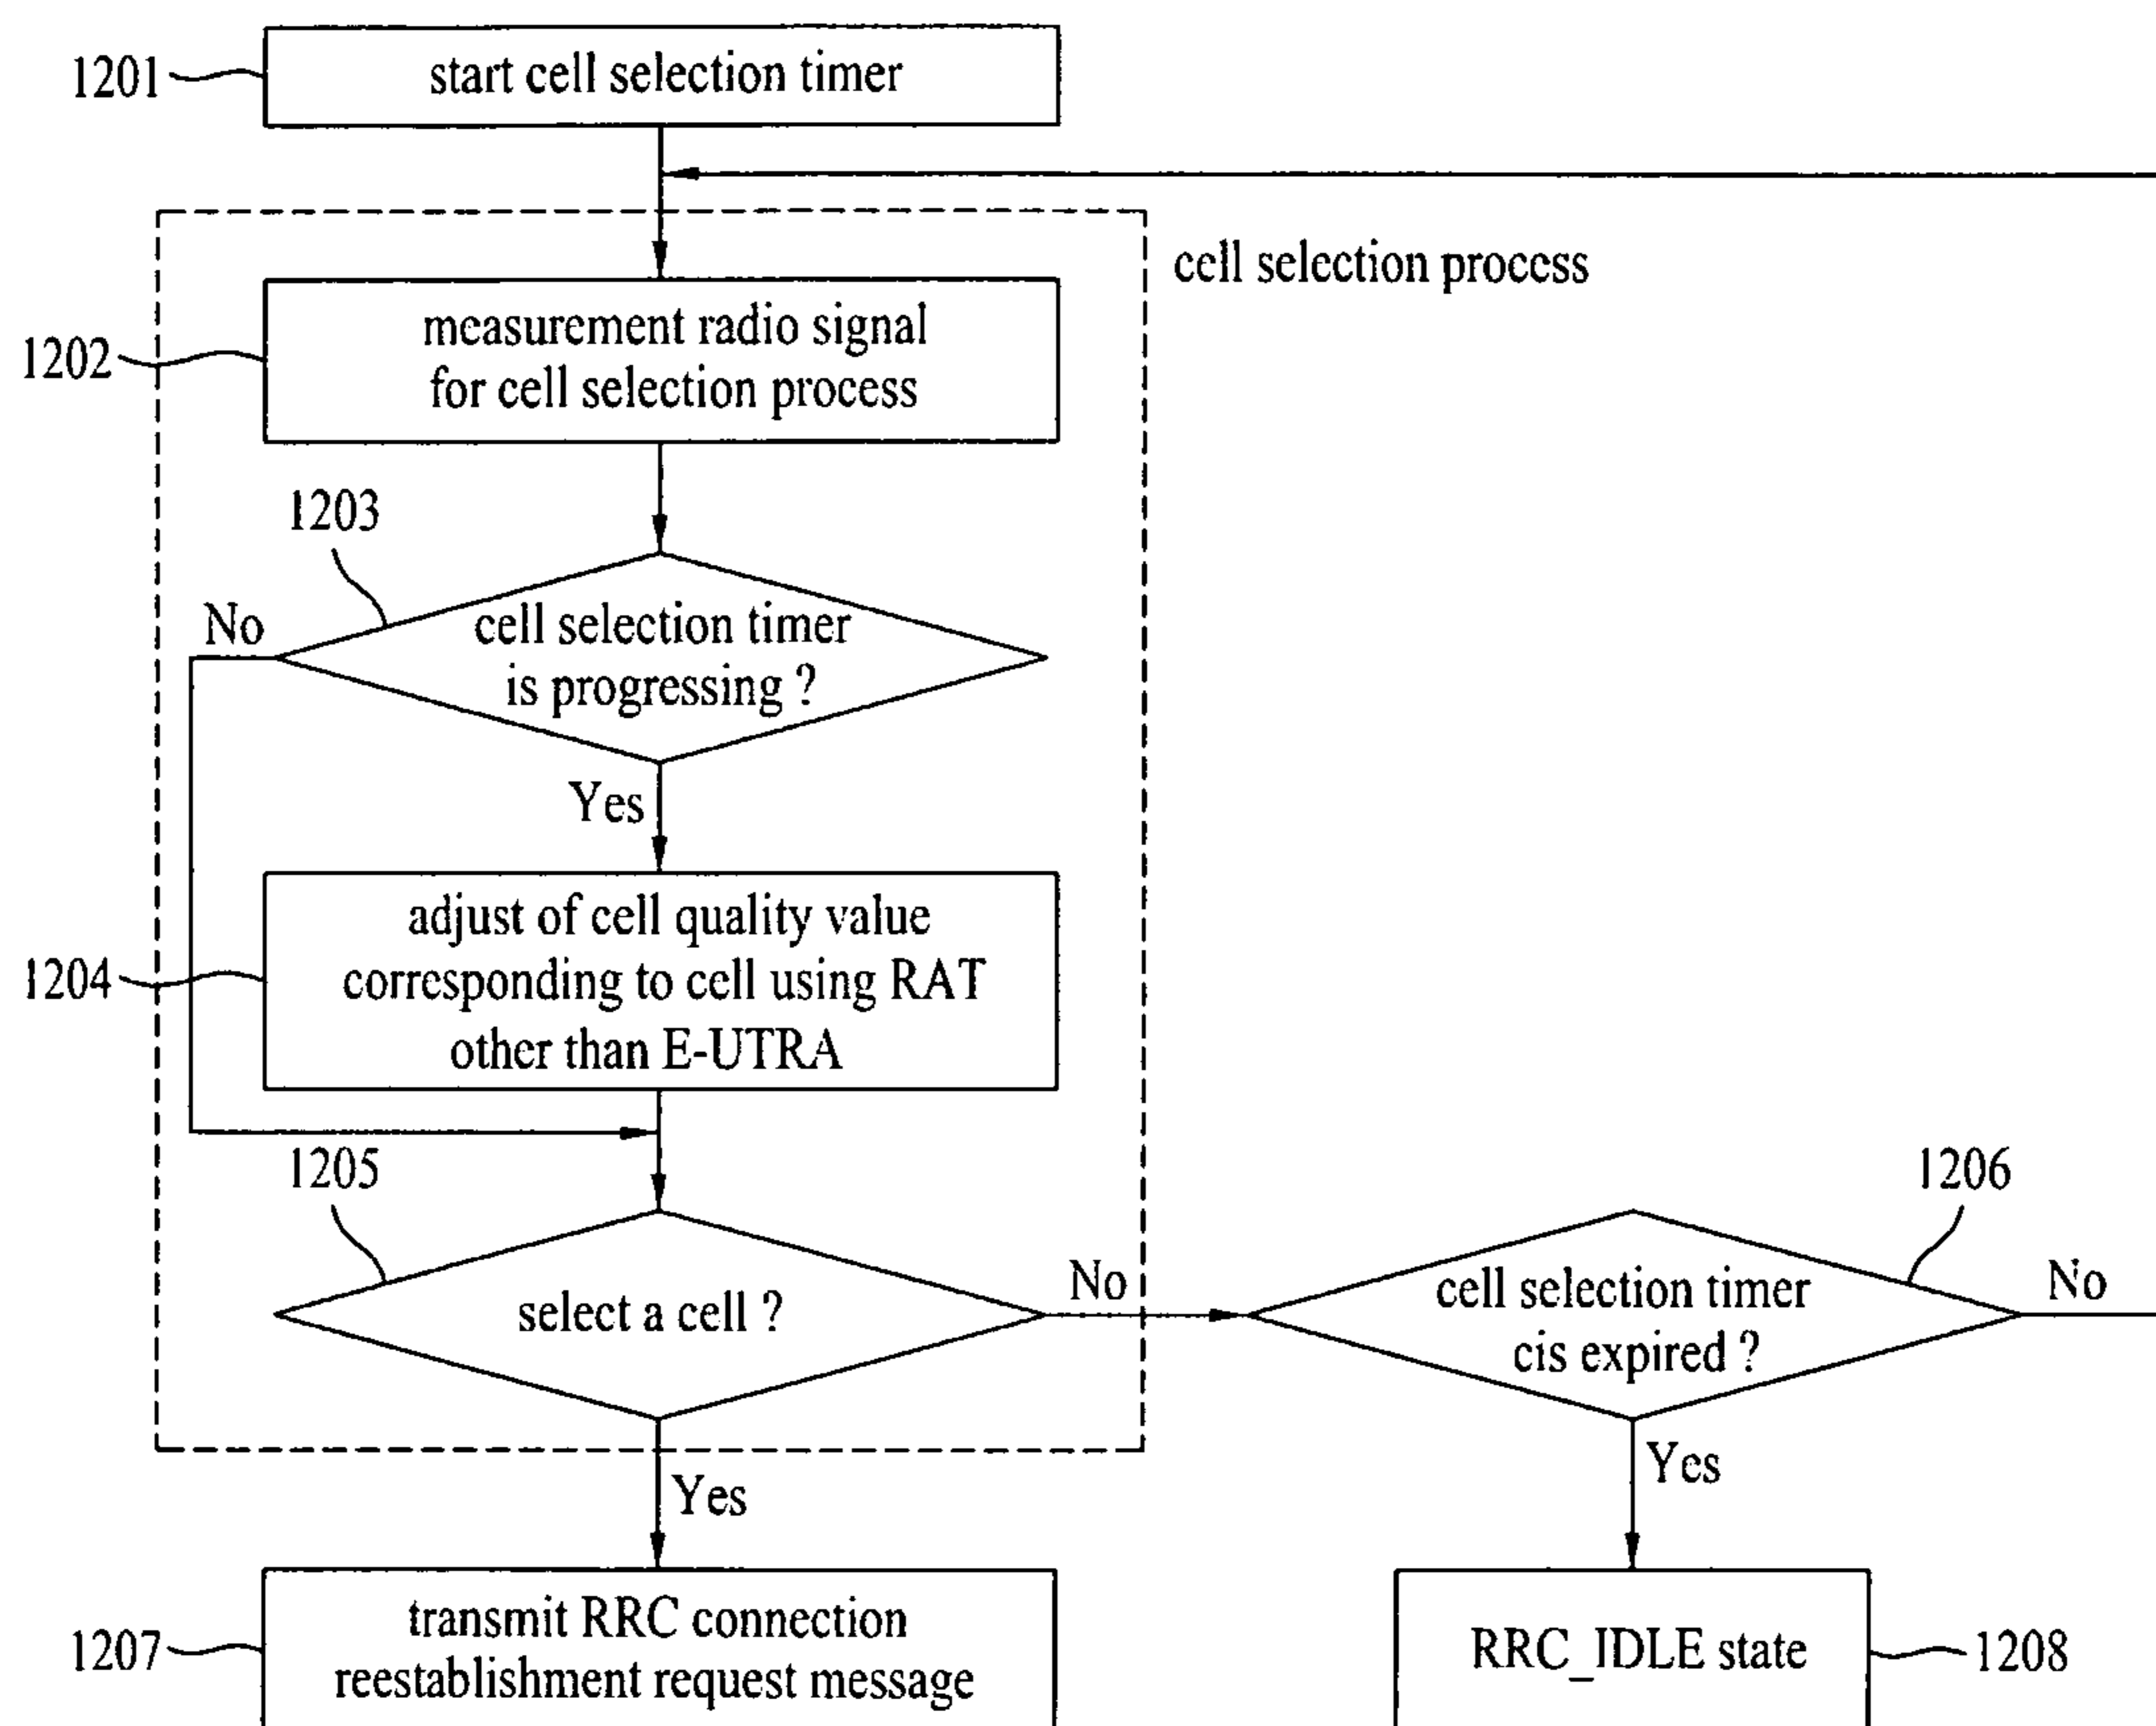 1201
start cell selection timer
cell selection process
1202
measurement radio signal
for cell selection process
1203
No
cell selection timer
is progressing ?
Yes
1204
adjust of cell quality value
corresponding to cell using RAT
other than E-UTRA
1205
select a cell ?
No
1206
cell selection timer
cis expired ?
No
Yes
Yes
1207
transmit RRC connection
reestablishment request message
RRC_IDLE state
1208